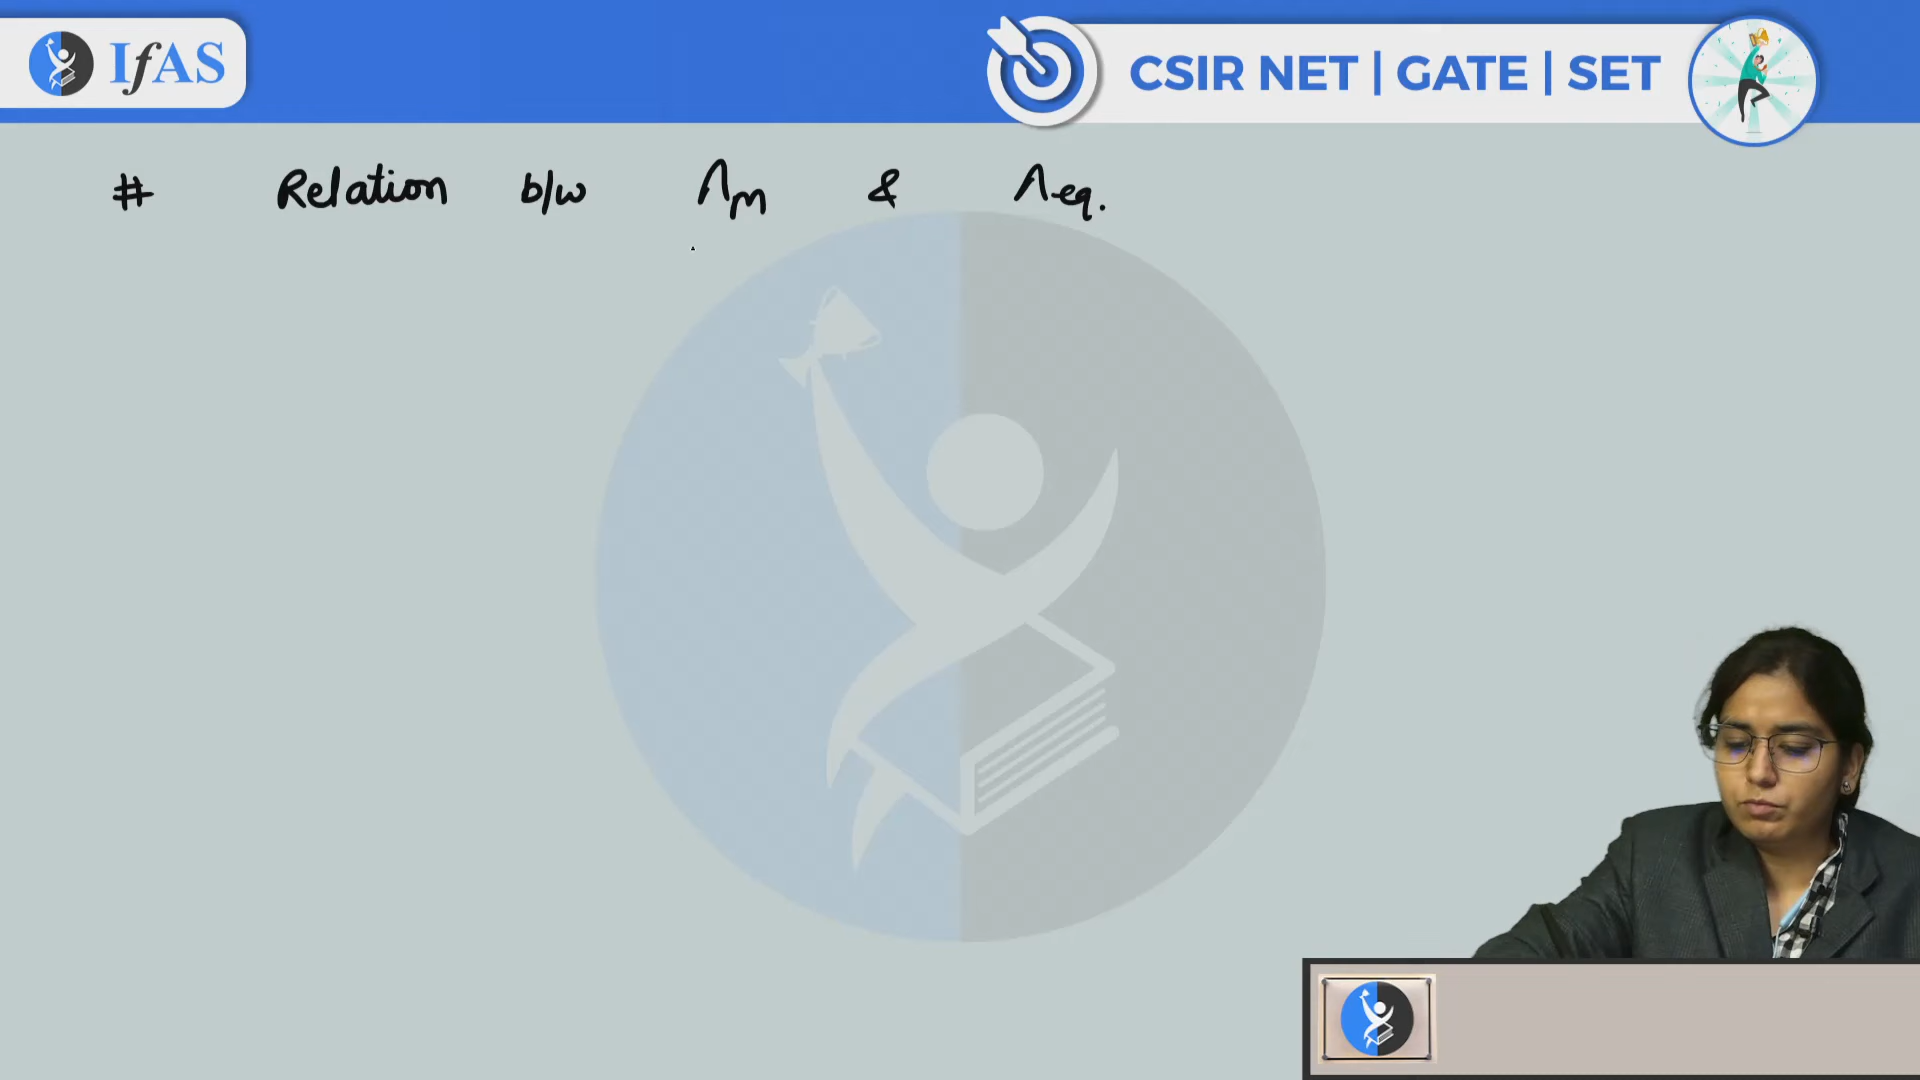 IfAS
CSIR NET | GATE | SET
# Relation b/w Λm & Λeq.